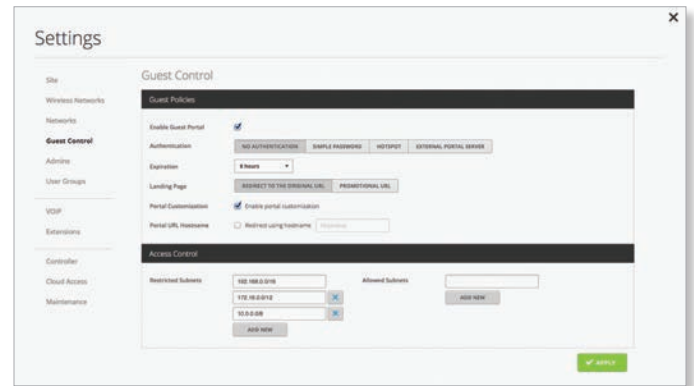 Settings
Site
Wireless Networks
Networks
Guest Control
Admins
User Groups
VOIP
Extensions
Controller
Cloud Access
Maintenance
Guest Control
Guest Policies
Enable Guest Portal
Authentication NO AUTHENTICATION SIMPLE PASSWORD HOTSPOT EXTERNAL PORTAL SERVER
Expiration 8 hours
Landing Page REDIRECT TO THE ORIGINAL URL PROMOTIONAL URL
Portal Customization Enable portal customization
Portal URL Hostname Redirect using hostname
Access Control
Restricted Subnets 192.168.0.0/16 Allowed Subnets
172.16.0.0/12 ADD NEW
10.0.0.0/8
ADD NEW
APPLY